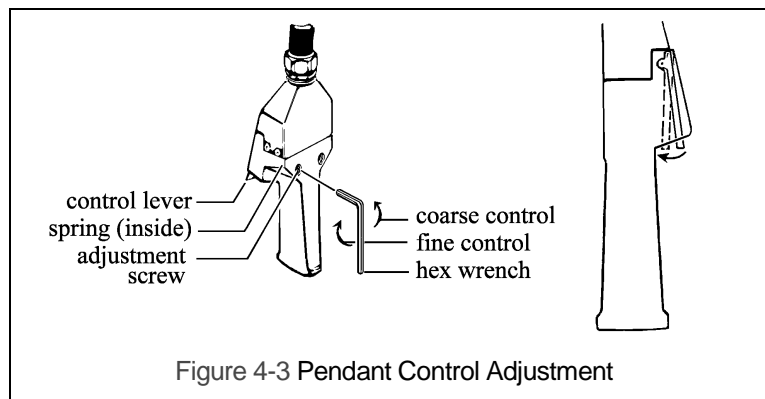 control lever
spring (inside)
adjustment
screw
coarse control
fine control
hex wrench
Figure 4-3 Pendant Control Adjustment